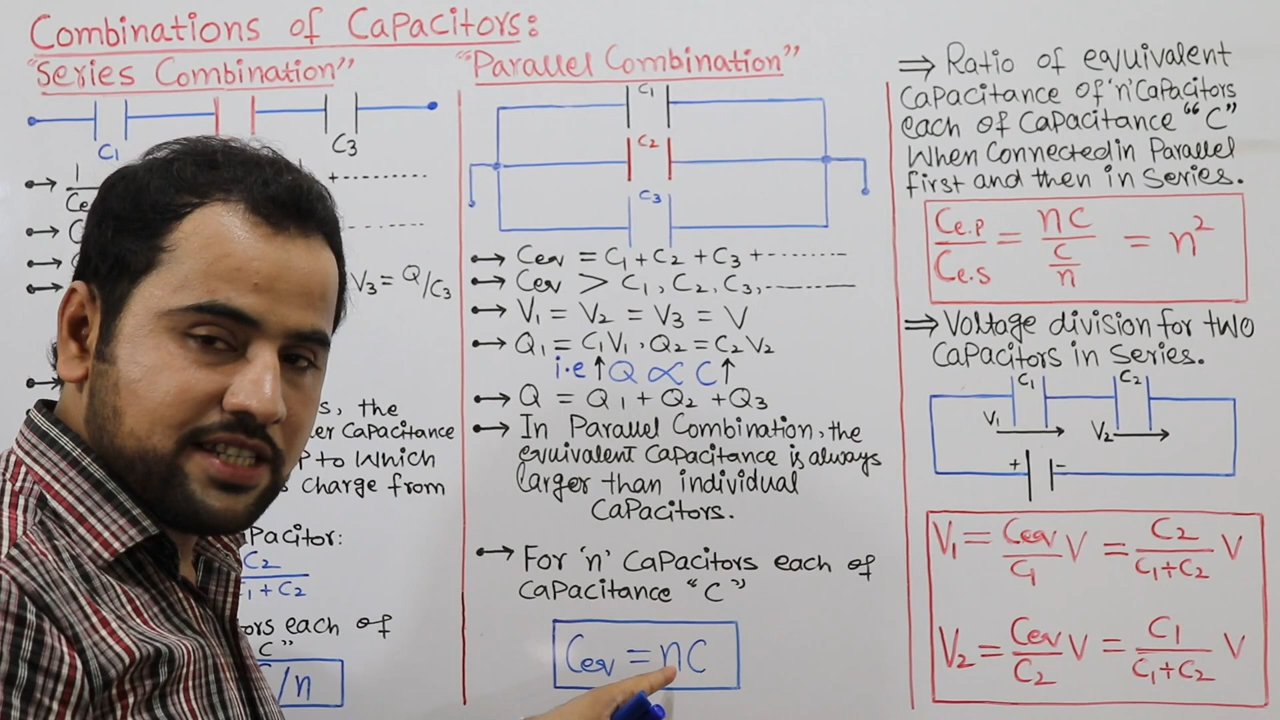 Combinations of Capacitors:
"Series Combination"
C1 C3
1 + --------
V3 = Q/C3
s, the
Capacitance
to which
charge from
Pacitor:
C2
C1 + C2
ors each of
C"
/n
"Parallel Combination"
C1
C2
C3
Ceq = C1 + C2 + C3 + --------
Ceq > C1, C2, C3, --------
V1 = V2 = V3 = V
Q1 = C1V1, Q2 = C2V2
i.e ↑Q ∝ C↑
Q = Q1 + Q2 + Q3
In Parallel Combination, the
equivalent Capacitance is always
larger than individual
Capacitors.
For 'n' Capacitors each of
Capacitance "C"
Ceq = nC
⇒ Ratio of equivalent
Capacitance of 'n' Capacitors
each of Capacitance "C"
When Connected in Parallel
first and then in Series.
Ce.p / Ce.s = nC / (C/n) = n²
⇒ Voltage division for two
Capacitors in Series.
C1 C2
V1 V2
+ -
V1 = Ceq/C1 V = C2/(C1+C2) V
V2 = Ceq/C2 V = C1/(C1+C2) V